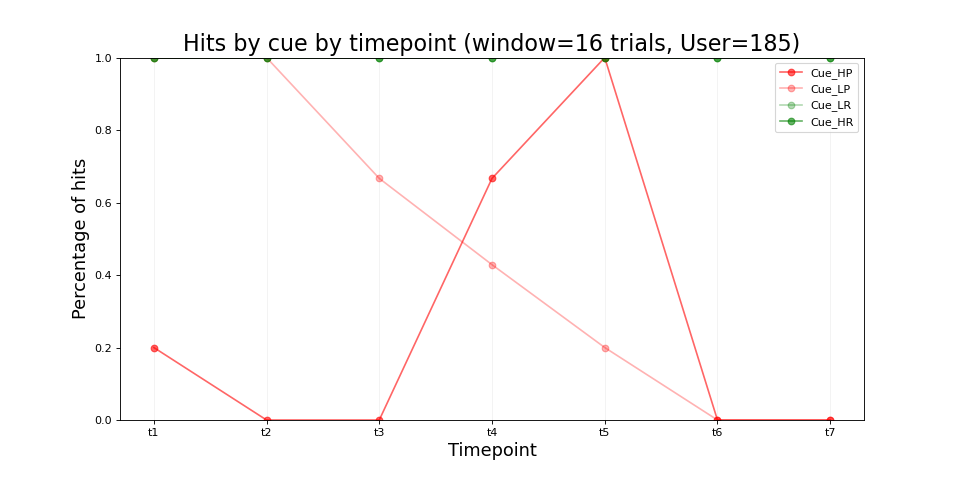 Hits by cue by timepoint (window=16 trials, User=185)
Percentage of hits
1.0
0.8
0.6
0.4
0.2
0.0
Cue_HP
Cue_LP
Cue_LR
Cue_HR
t1 t2 t3 t4 t5 t6 t7
Timepoint